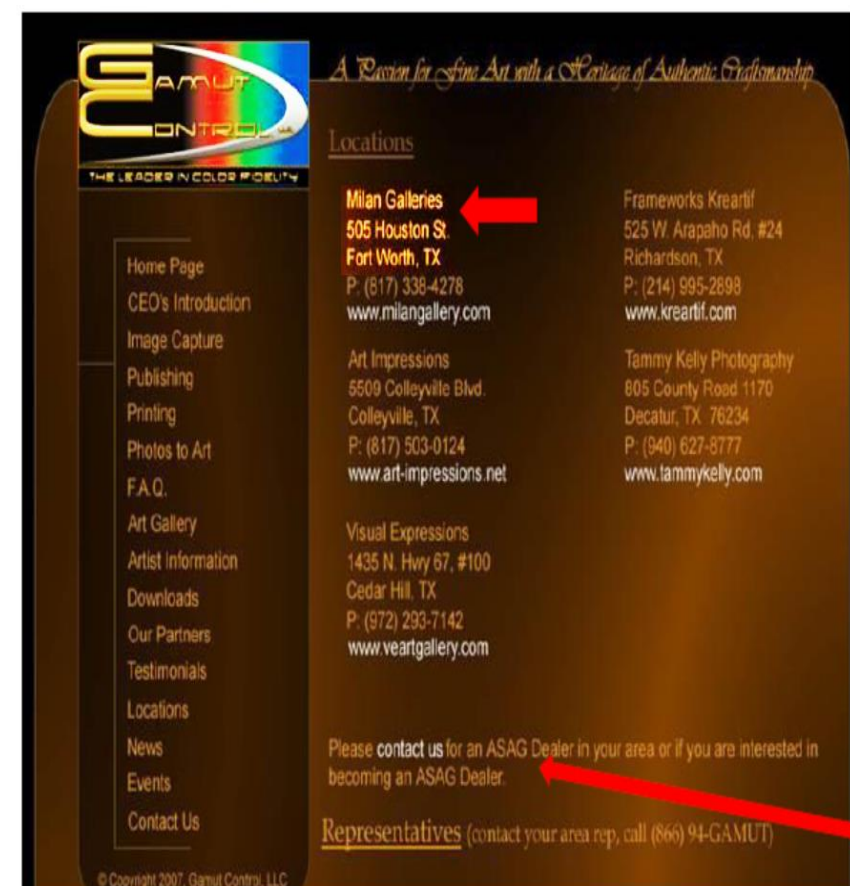 GAMUT
CONTROL LLC
THE LEADER IN COLOR FIDELITY
A Passion for Fine Art with a Heritage of Authentic Craftsmanship
Home Page
CEO's Introduction
Image Capture
Publishing
Printing
Photos to Art
F.A.Q.
Art Gallery
Artist Information
Downloads
Our Partners
Testimonials
Locations
News
Events
Contact Us
© Copyright 2007, Gamut Control, LLC
Locations
Milan Galleries
505 Houston St.
Fort Worth, TX
P: (817) 338-4278
www.milangallery.com
Art Impressions
5509 Colleyville Blvd.
Colleyville, TX
P: (817) 503-0124
www.art-impressions.net
Visual Expressions
1435 N. Hwy 67, #100
Cedar Hill, TX
P: (972) 293-7142
www.veartgallery.com
Frameworks Kreartif
525 W. Arapaho Rd, #24
Richardson, TX
P: (214) 995-2898
www.kreartif.com
Tammy Kelly Photography
805 County Road 1170
Decatur, TX 76234
P: (940) 627-8777
www.tammykelly.com
Please contact us for an ASAG Dealer in your area or if you are interested in
becoming an ASAG Dealer.
Representatives (contact your area rep, call (866) 94-GAMUT)